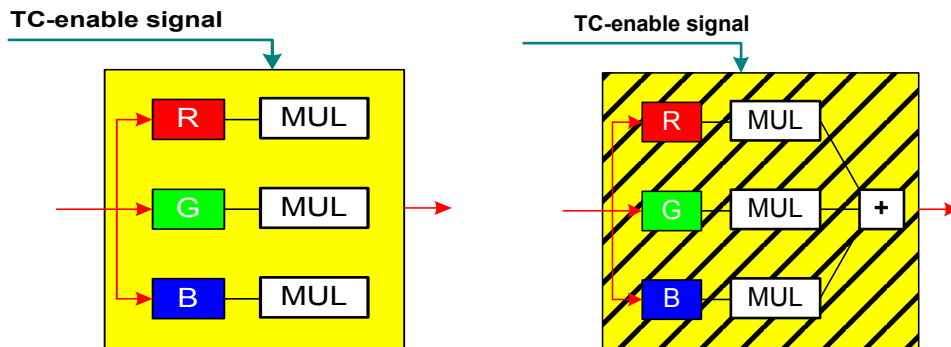 TC-enable signal
R MUL
G MUL
B MUL
TC-enable signal
R MUL
G MUL +
B MUL